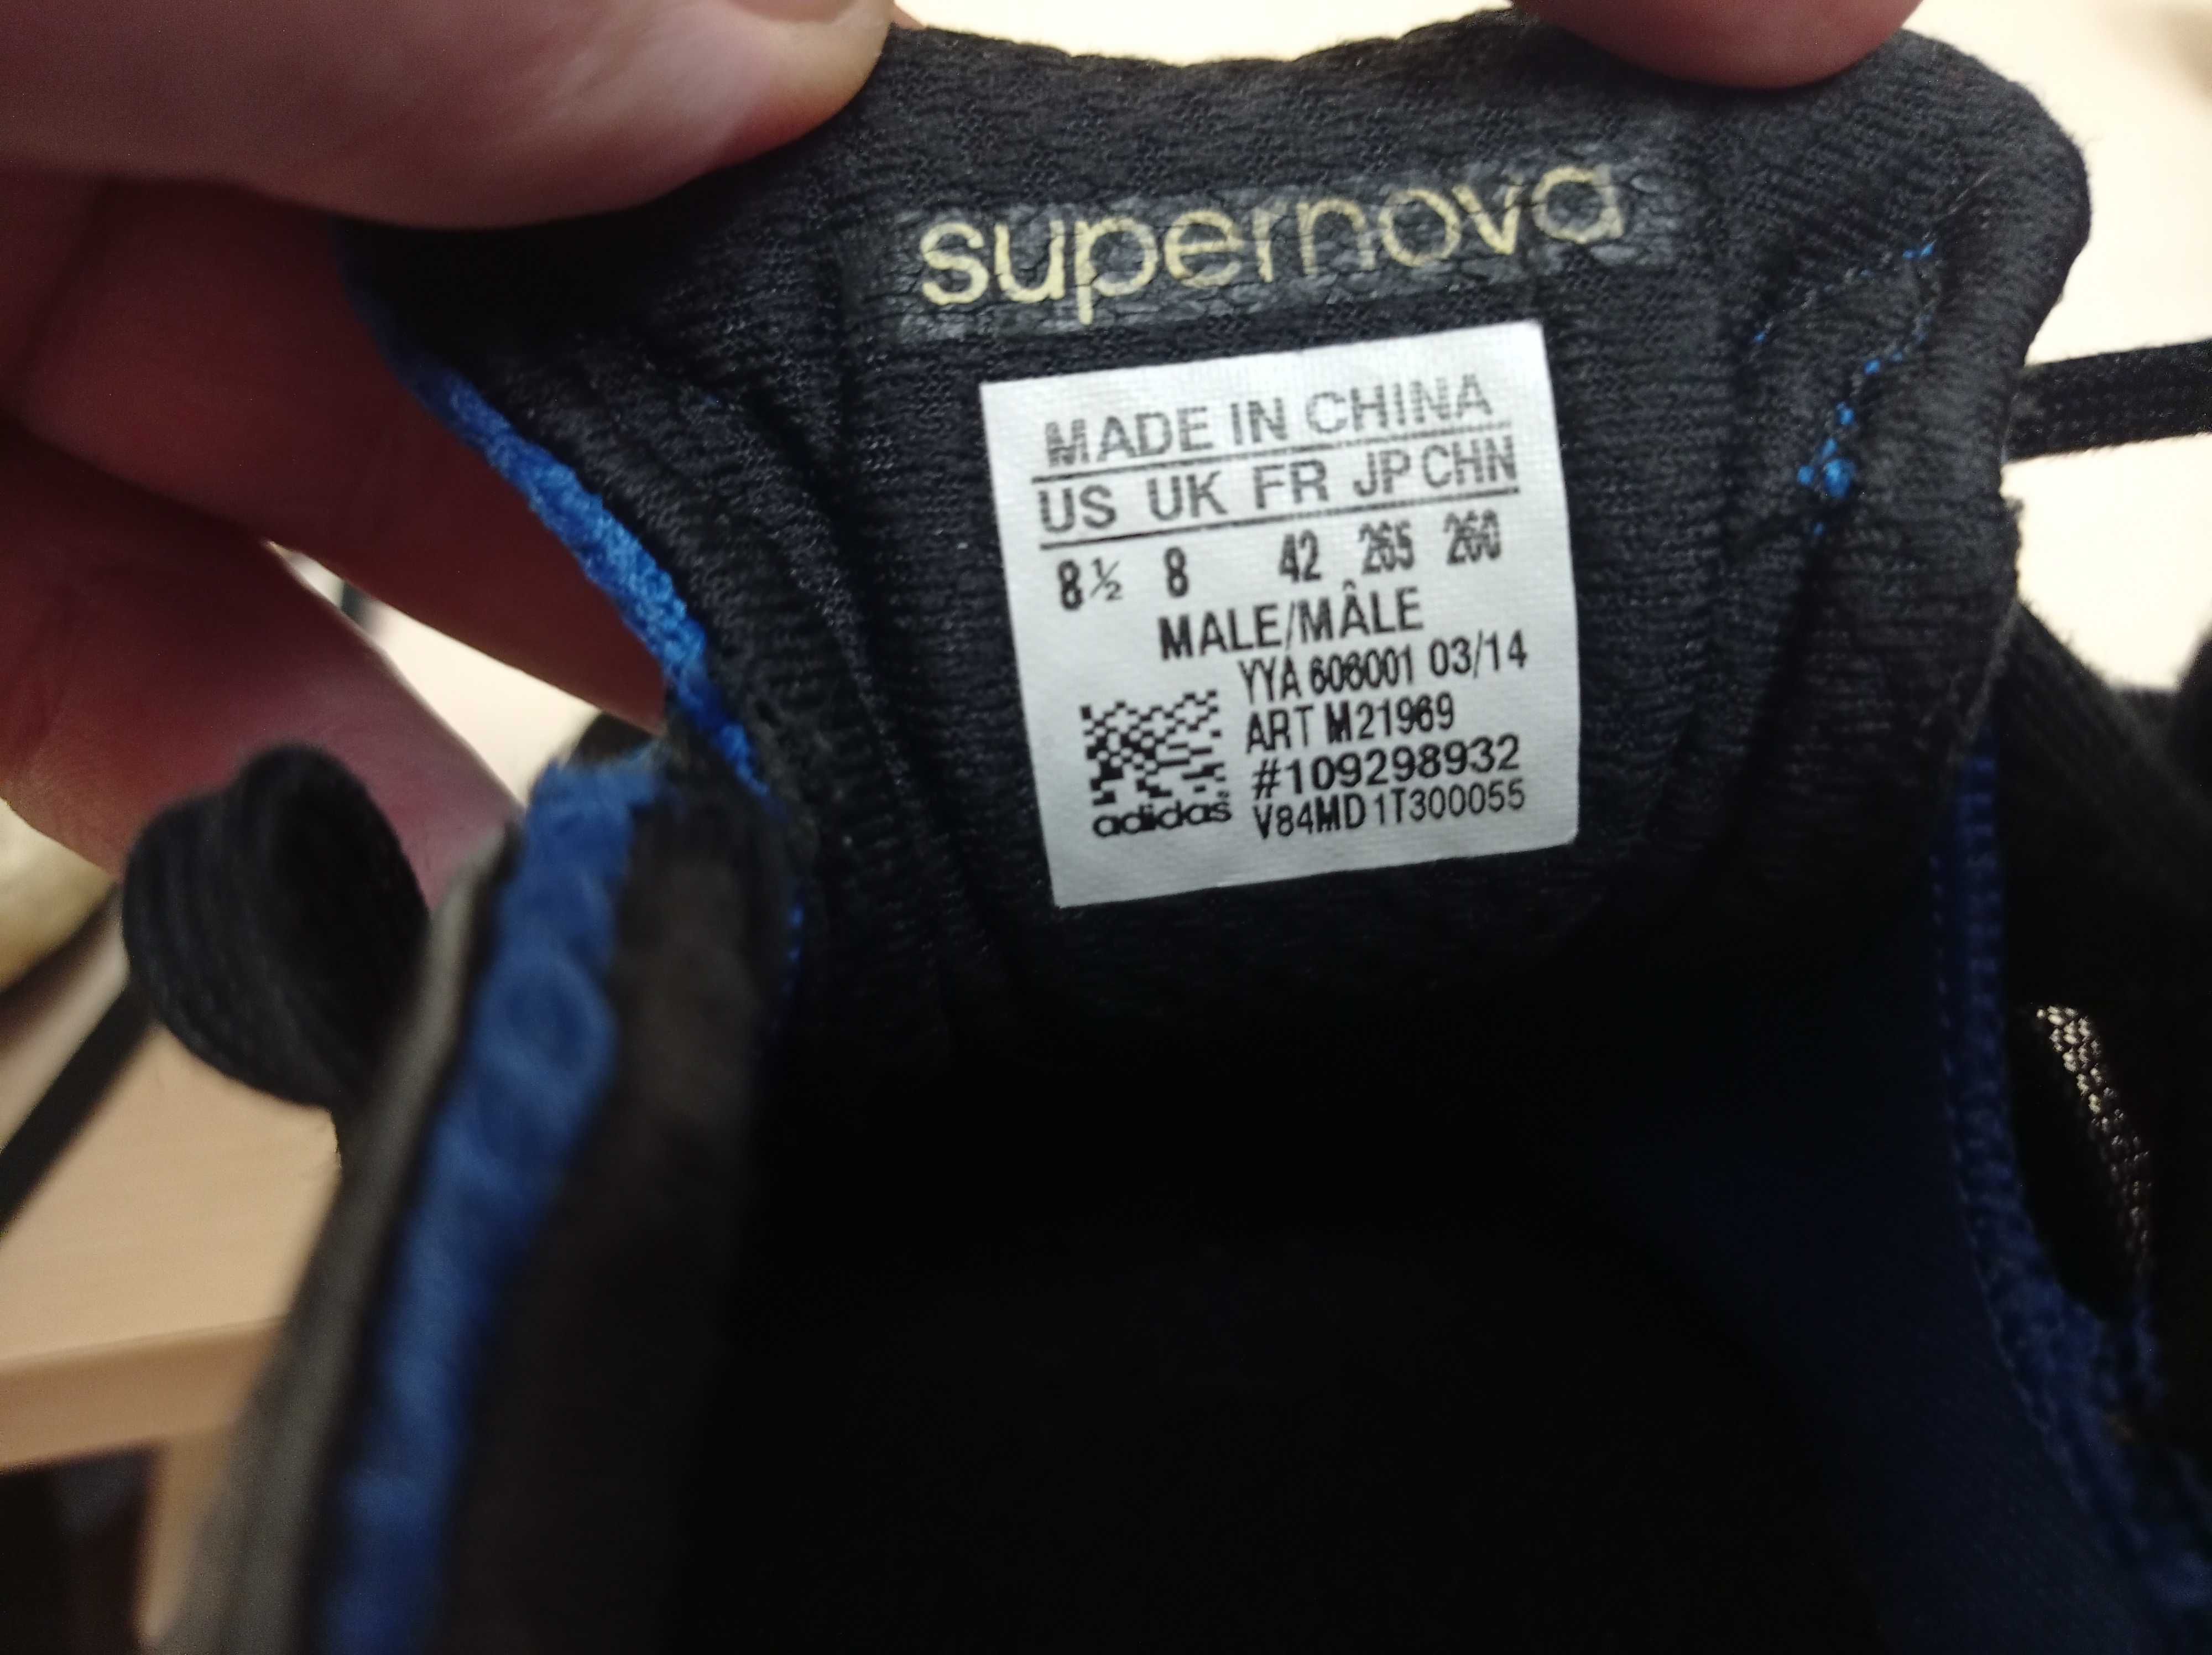 supernova
MADE IN CHINA
US UK FR JP CHN
8½ 8 42 265 260
MALE/MÂLE
YYA 606001 03/14
ART M21969
#109298932
adidas V84MD1T300055